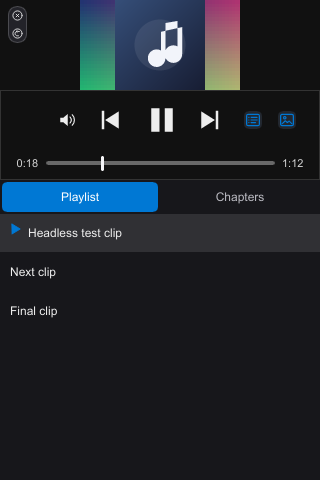 0:18
1:12
Playlist
Chapters
Headless test clip
Next clip
Final clip